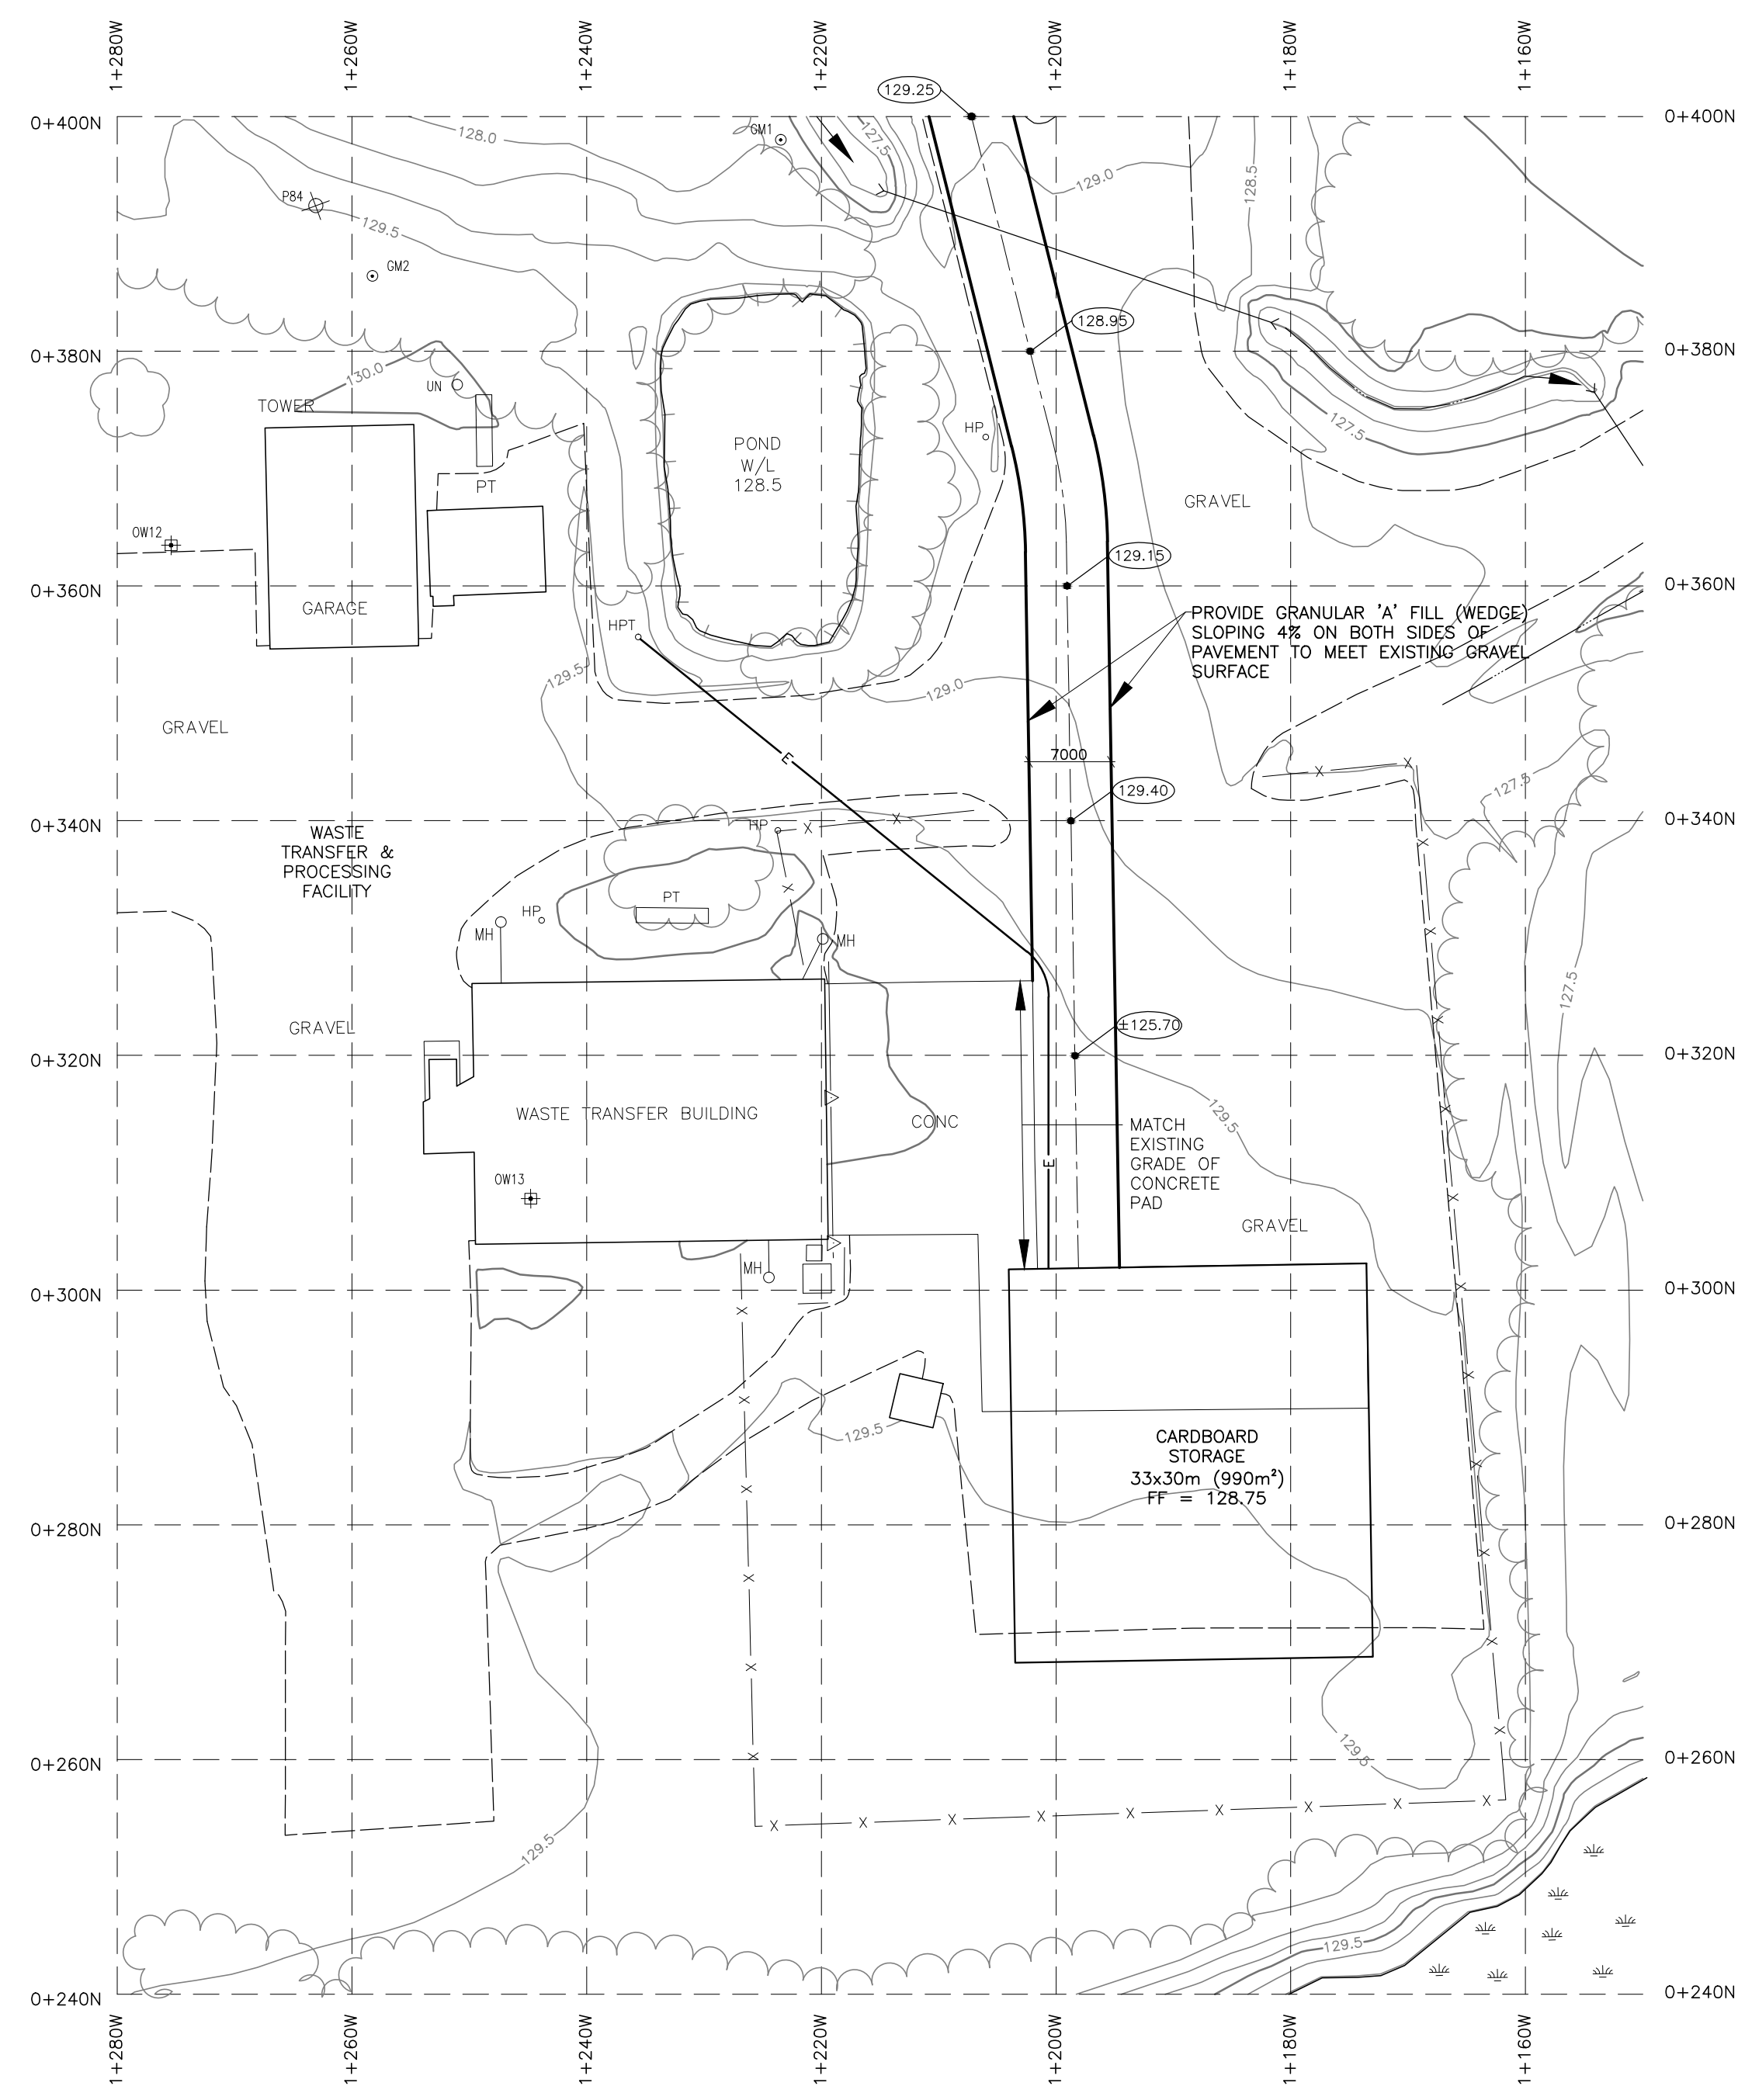 1+280W
1+260W
1+240W
1+220W
1+200W
1+180W
1+160W
129.25
0+400N
0+400N
GM1
127.5
128.0
129.0
128.5
P84
129.5
GM2
128.95
0+380N
0+380N
130.0
UN
TOWER
HP
127.5
POND
W/L
128.5
PT
GRAVEL
OW12
129.15
0+360N
0+360N
GARAGE
HPT
PROVIDE GRANULAR 'A' FILL (WEDGE)
SLOPING 4% ON BOTH SIDES OF
PAVEMENT TO MEET EXISTING GRAVEL
SURFACE
129.5
129.0
GRAVEL
E
7000
X
X
129.40
127.5
0+340N
0+340N
HP
X
X
X
WASTE
TRANSFER &
PROCESSING
FACILITY
X
PT
HP
MH
MH
X
127.5
GRAVEL
X
±125.70
0+320N
0+320N
WASTE TRANSFER BUILDING
CONC
129.5
X
MATCH
EXISTING
GRADE OF
CONCRETE
PAD
E
OW13
X
GRAVEL
MH
0+300N
0+300N
X
X
X
X
129.5
CARDBOARD
STORAGE
33x30m (990m²)
FF = 128.75
X
X
0+280N
0+280N
X
X
X
X
129.5
X
X
0+260N
0+260N
X
X
X
X
X
X
X
X
X
129.5
129.5
0+240N
0+240N
1+280W
1+260W
1+240W
1+220W
1+200W
1+180W
1+160W